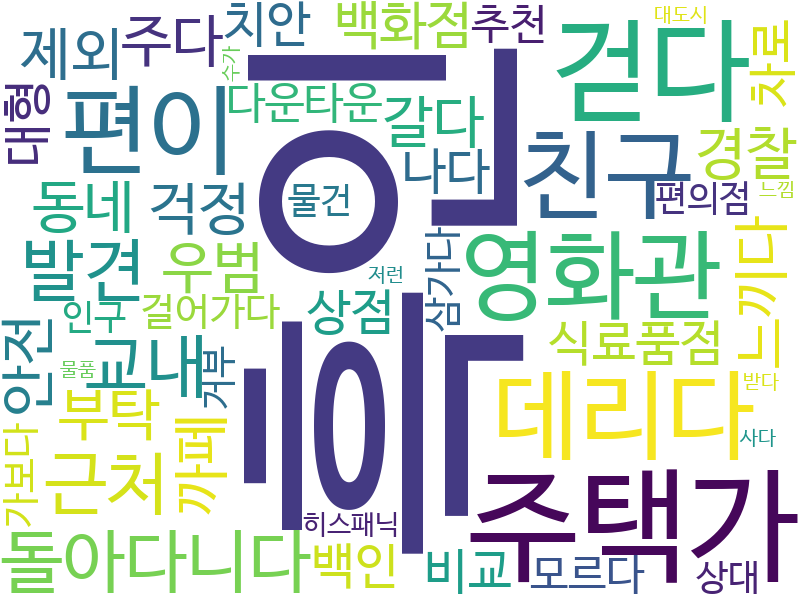 제외
주다
치안
백화점
추천
대도시
걷다
차로
수가
대형
편이
다운타운
갈다
흑인
친구
경찰
나다
동네
걱정
물건
편의점
느낌
발견
우범
저런
삼가다
영화관
느끼다
인구
걸어가다
상점
식료품점
안전
교내
거부
물품
부탁
까페
데리다
받다
사다
가보다
근처
주택가
히스패닉
돌아다니다
백인
비교
모르다
상대